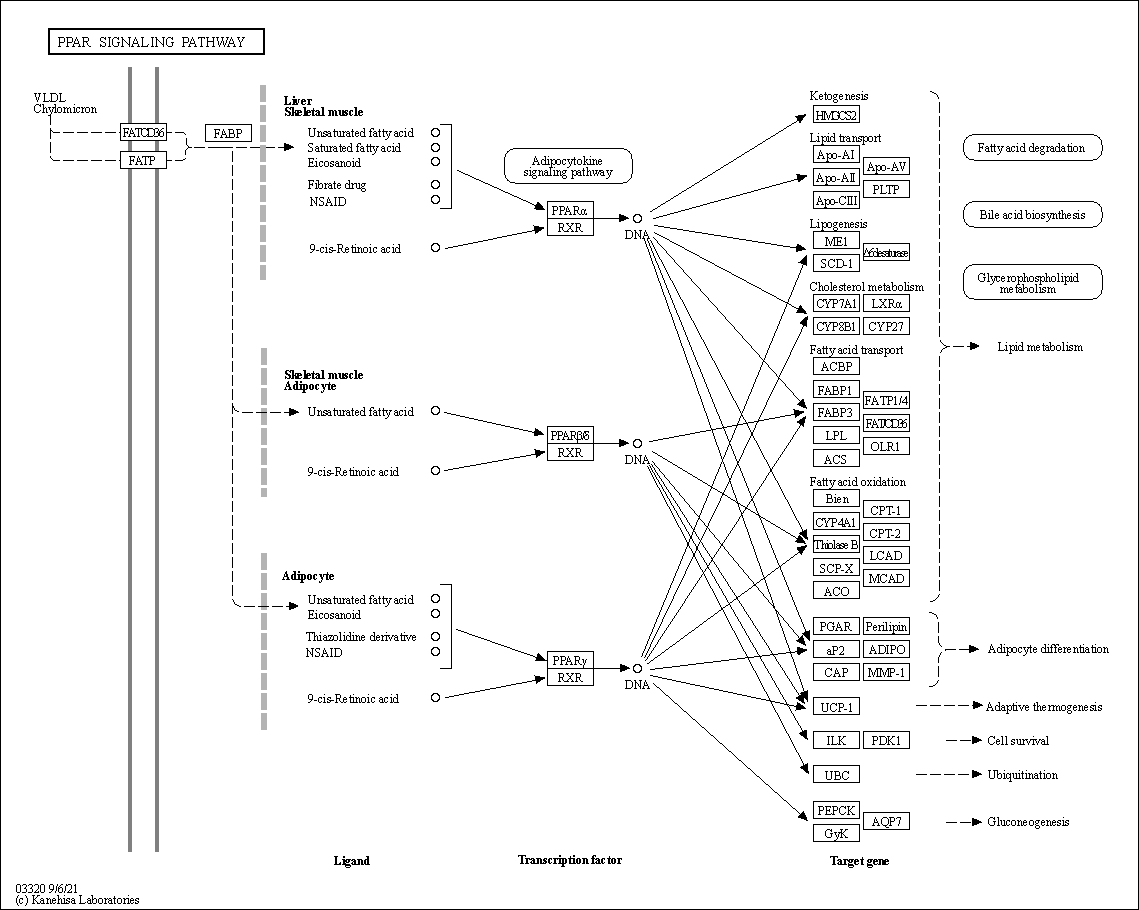 PPAR SIGNALING PATHWAY
VLDL
Chylomicron
FAT/CD36
FATP
FABP
Liver
Skeletal muscle
Unsaturated fatty acid
Saturated fatty acid
Eicosanoid
Fibrate drug
NSAID
9-cis-Retinoic acid
Adipocytokine
signaling pathway
PPARα
RXR
DNA
Skeletal muscle
Adipocyte
Unsaturated fatty acid
9-cis-Retinoic acid
PPARβ/δ
RXR
DNA
Adipocyte
Unsaturated fatty acid
Eicosanoid
Thiazolidine derivative
NSAID
9-cis-Retinoic acid
PPARγ
RXR
DNA
Ketogenesis
HMGCS2
Lipid transport
Apo-AI
Apo-AII
Apo-CIII
Apo-AV
PLTP
Lipogenesis
ME1
SCD-1
Δ6desaturase
Cholesterol metabolism
CYP7A1 LXRα
CYP8B1 CYP27
Fatty acid transport
ACBP
FABP1
FABP3
LPL
ACS
FATP1/4
FAT/CD36
OLR1
Fatty acid oxidation
Bien
CYP4A1
Thiolase B
SCP-X
ACO
CPT-1
CPT-2
LCAD
MCAD
PGAR Perilipin
aP2 ADIPO
CAP MMP-1
UCP-1
ILK PDK1
UBC
PEPCK
GyK
AQP7
Fatty acid degradation
Bile acid biosynthesis
Glycerophospholipid
metabolism
Lipid metabolism
Adipocyte differentiation
Adaptive thermogenesis
Cell survival
Ubiquitination
Gluconeogenesis
Ligand
Transcription factor
Target gene
03320 9/6/21
(c) Kanehisa Laboratories